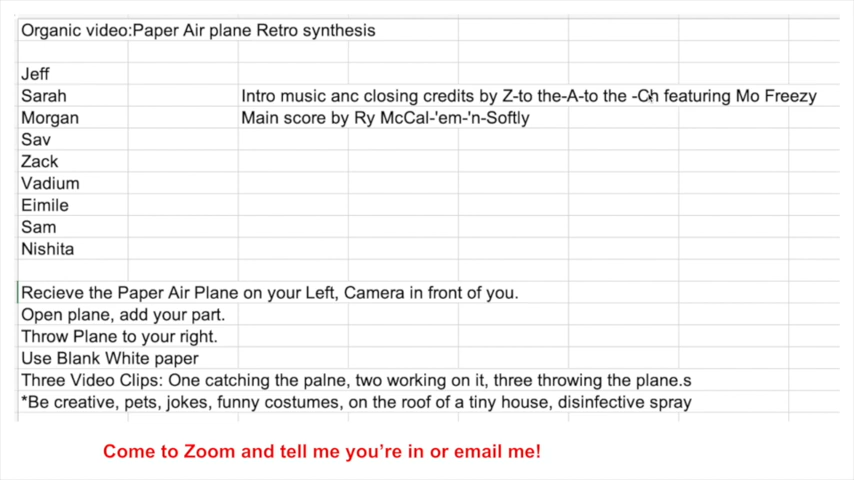 Organic video:Paper Air plane Retro synthesis
Jeff
Sarah
Intro music anc closing credits by Z-to the-A-to the -Ch featuring Mo Freezy
Morgan
Main score by Ry McCal-'em-'n-Softly
Sav
Zack
Vadium
Eimile
Sam
Nishita
Recieve the Paper Air Plane on your Left, Camera in front of you.
Open plane, add your part.
Throw Plane to your right.
Use Blank White paper
Three Video Clips: One catching the palne, two working on it, three throwing the plane.s
*Be creative, pets, jokes, funny costumes, on the roof of a tiny house, disinfective spray
Come to Zoom and tell me you’re in or email me!